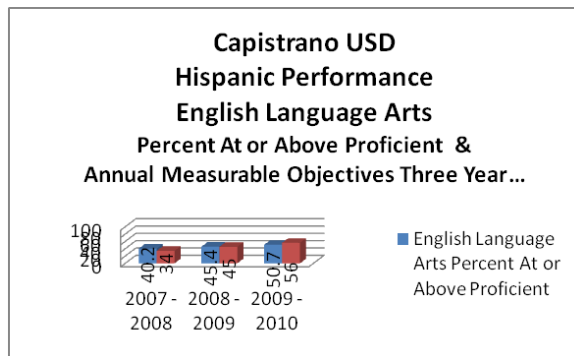 Capistrano USD
Hispanic Performance
English Language Arts
Percent At or Above Proficient &
Annual Measurable Objectives Three Year...
100
0
40.2
34
45.4
45
50.7
56
2007 -
2008
2008 -
2009
2009 -
2010
English Language
Arts Percent At or
Above Proficient